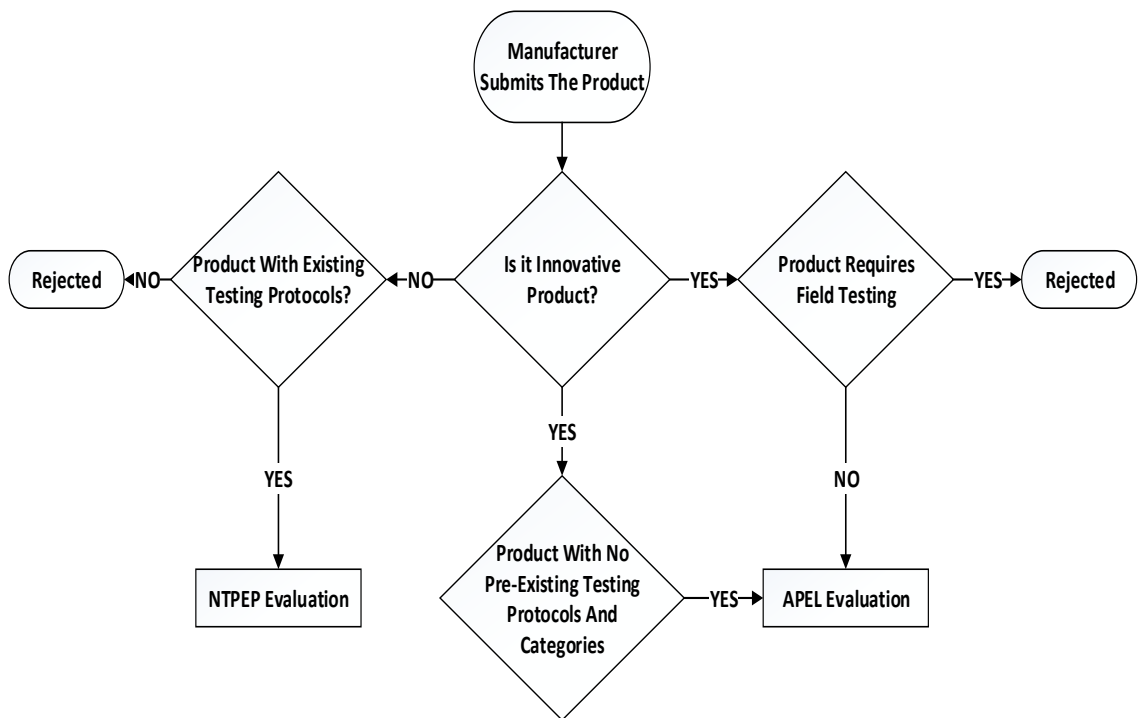 Manufacturer
Submits The Product
Product With Existing
Testing Protocols?
Is it Innovative
Product?
Product Requires
Field Testing
Rejected
NO
NO
YES
YES
Rejected
YES
YES
NO
Product With No
Pre-Existing Testing
Protocols And
Categories
NTPEP Evaluation
YES
APEL Evaluation